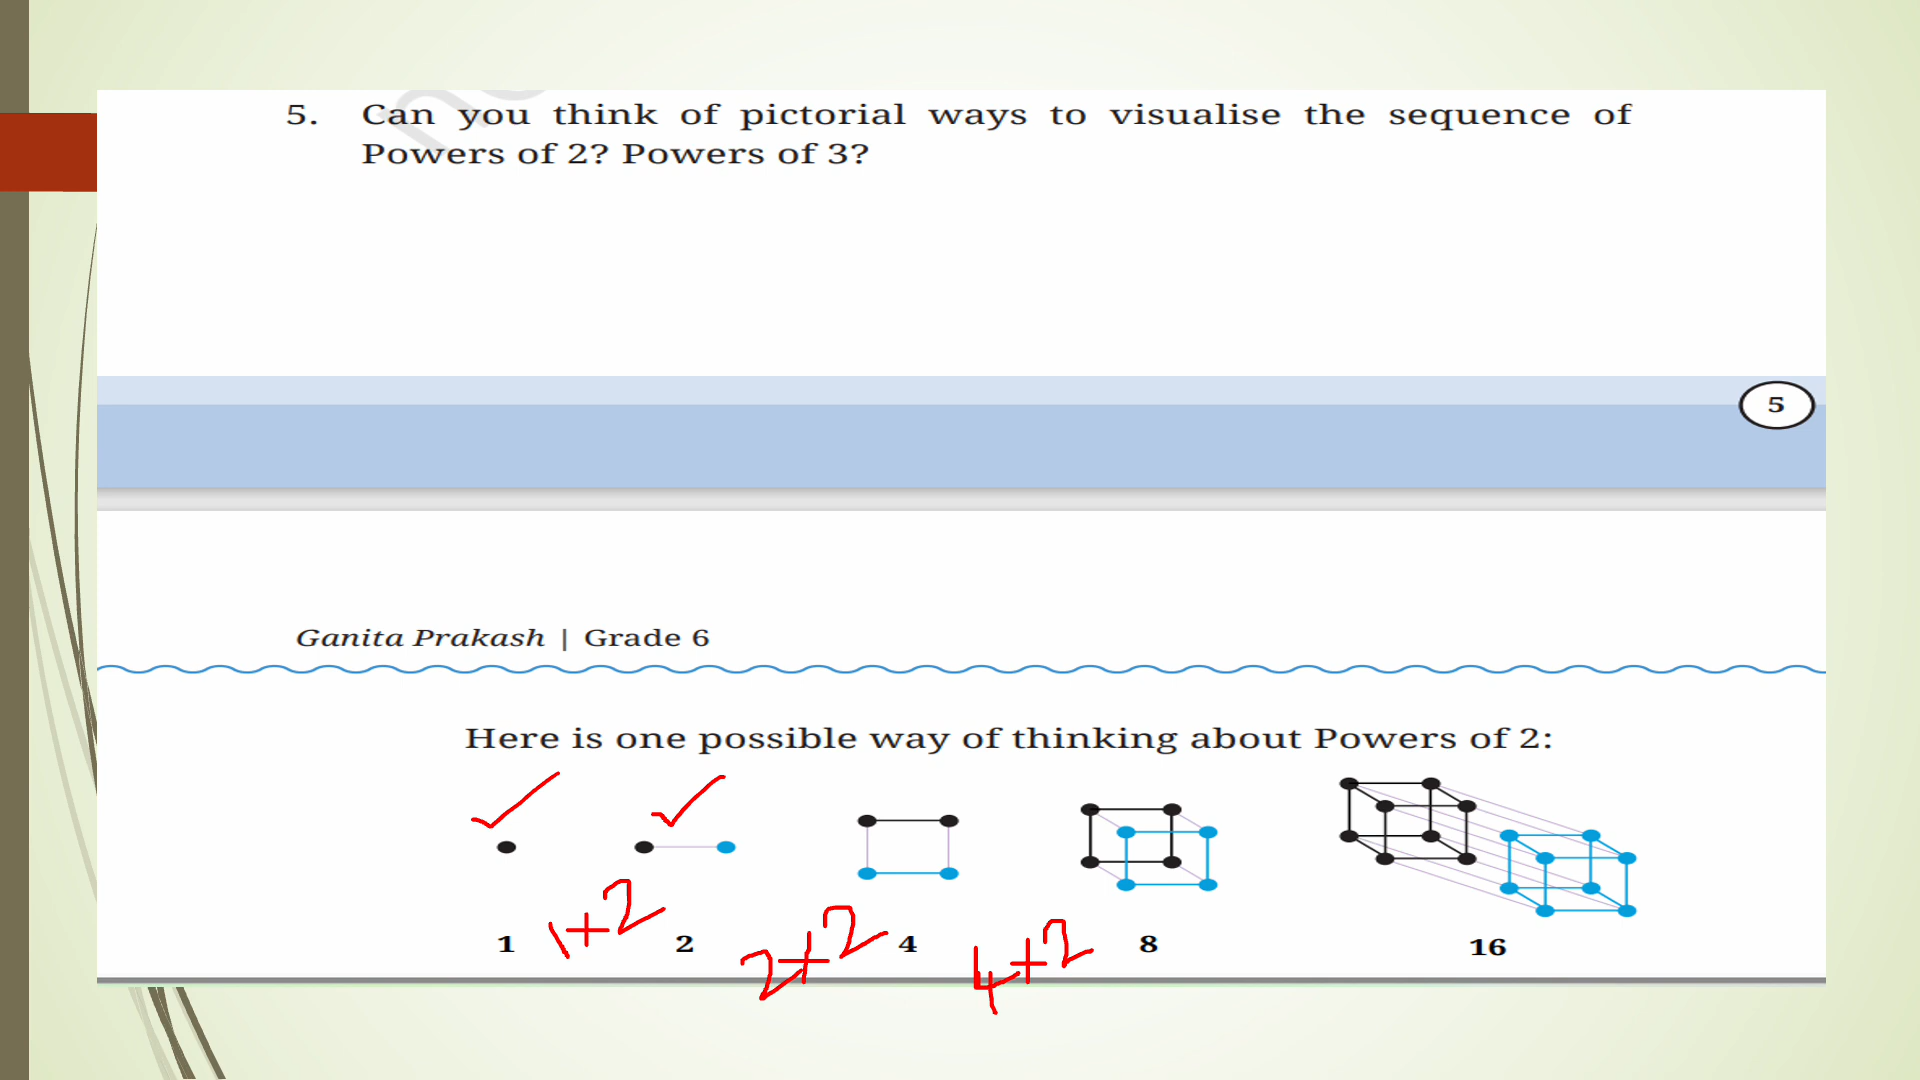 5. Can you think of pictorial ways to visualise the sequence of
Powers of 2? Powers of 3?
5
Ganita Prakash | Grade 6
Here is one possible way of thinking about Powers of 2:
1+2 2+2 4+2
1 2 4 8 16